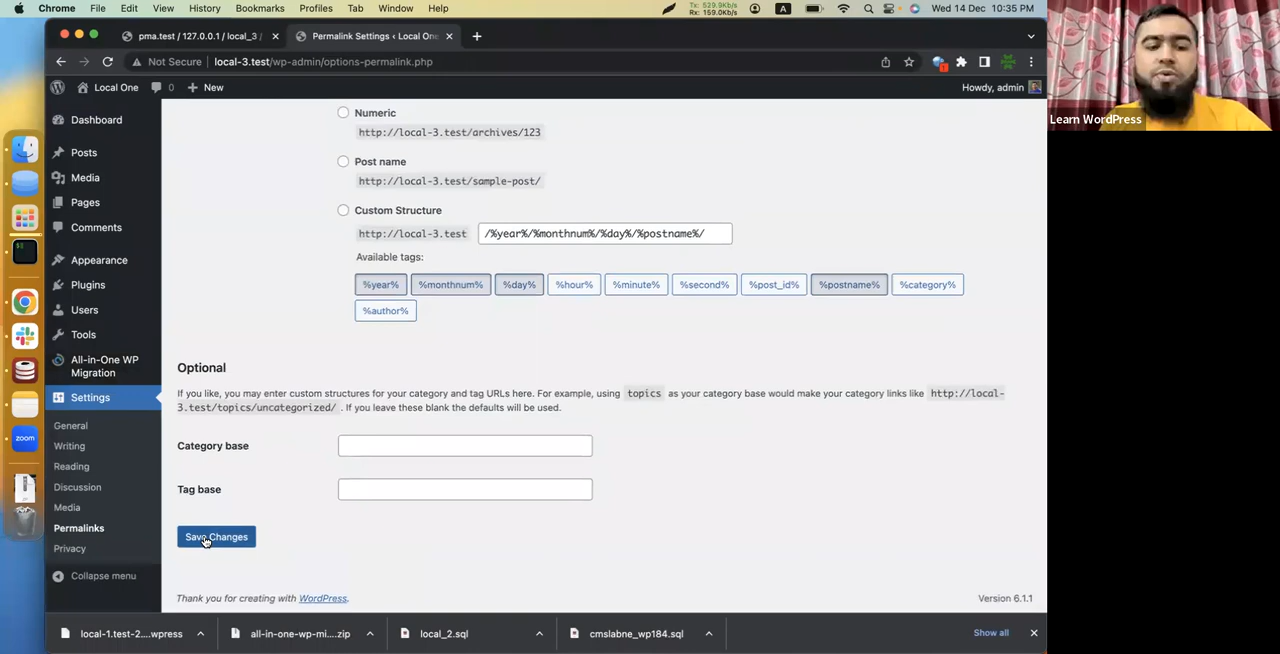 Chrome File Edit View History Bookmarks Profiles Tab Window Help Tx: 529.9Kb/s Rx: 159.0Kb/s A Wed 14 Dec 10:35 PM
pma.test / 127.0.0.1 / local_3 / Permalink Settings ‹ Local One
Not Secure local-3.test/wp-admin/options-permalink.php
Local One 0 New Howdy, admin
Learn WordPress
Dashboard
Posts
Media
Pages
Comments
Appearance
Plugins
Users
Tools
All-in-One WP
Migration
Settings
General
Writing
Reading
Discussion
Media
Permalinks
Privacy
Collapse menu
zoom
Numeric
http://local-3.test/archives/123
Post name
http://local-3.test/sample-post/
Custom Structure
http://local-3.test /%year%/%monthnum%/%day%/%postname%/
Available tags:
%year% %monthnum% %day% %hour% %minute% %second% %post_id% %postname% %category%
%author%
Optional
If you like, you may enter custom structures for your category and tag URLs here. For example, using topics as your category base would make your category links like http://local-
3.test/topics/uncategorized/ . If you leave these blank the defaults will be used.
Category base
Tag base
Save Changes
Thank you for creating with WordPress. Version 6.1.1
local-1.test-2....wpress all-in-one-wp-mi....zip local_2.sql cmslabne_wp184.sql Show all